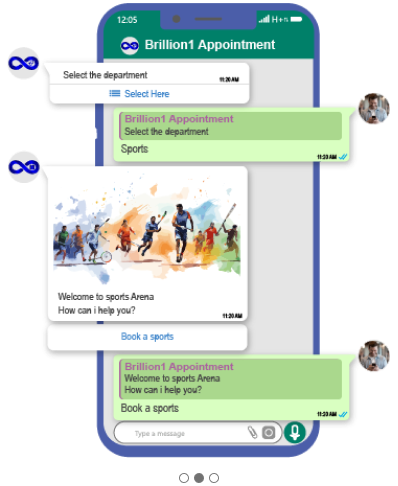 12:05
H+
Brillion1 Appointment
Select the department
11:20 AM
Select Here
Brillion1 Appointment
Select the department
Sports
11:20 AM
Welcome to sports Arena
How can i help you?
11:20 AM
Book a sports
Brillion1 Appointment
Welcome to sports Arena
How can i help you?
Book a sports
11:20 AM
Type a message